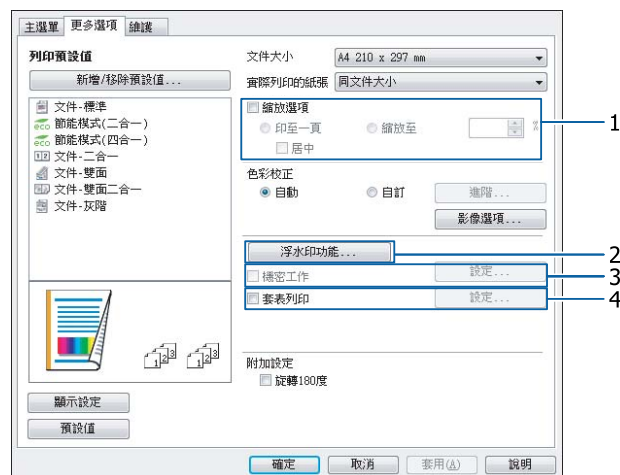 主選單 更多選項 維護
列印預設值
新增/移除預設值...
文件-標準
eco 節能模式(二合一)
eco 節能模式(四合一)
文件-二合一
文件-雙面
文件-雙面二合一
文件-灰階
1 2 3 1 2 3
顯示設定
預設值
文件大小 A4 210 x 297 mm
實際列印的紙張 同文件大小
縮放選項
印至一頁 縮放至 %
居中
1
色彩校正
自動 自訂 進階...
影像選項...
浮水印功能... 2
機密工作 設定... 3
套表列印 設定... 4
附加設定
旋轉180度
確定 取消 套用(A) 說明